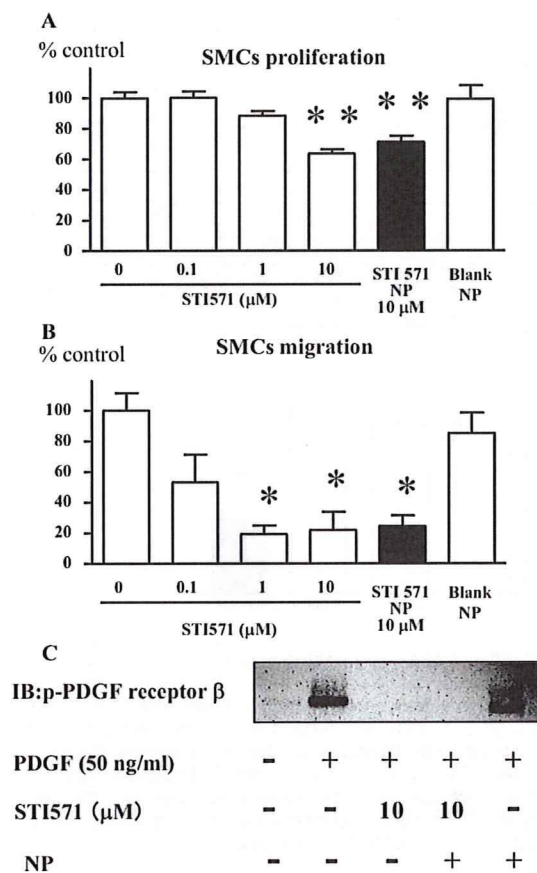 A
% control
SMCs proliferation
100
80
60
40
20
0
* * * *
0 0.1 1 10 STI 571 NP 10 μM Blank NP
STI571 (μM)
B
% control
SMCs migration
100
80
60
40
20
0
* * *
0 0.1 1 10 STI 571 NP 10 μM Blank NP
STI571 (μM)
C
IB:p-PDGF receptor β
PDGF (50 ng/ml) - + + + +
STI571 (μM) - - 10 10 -
NP - - - + +